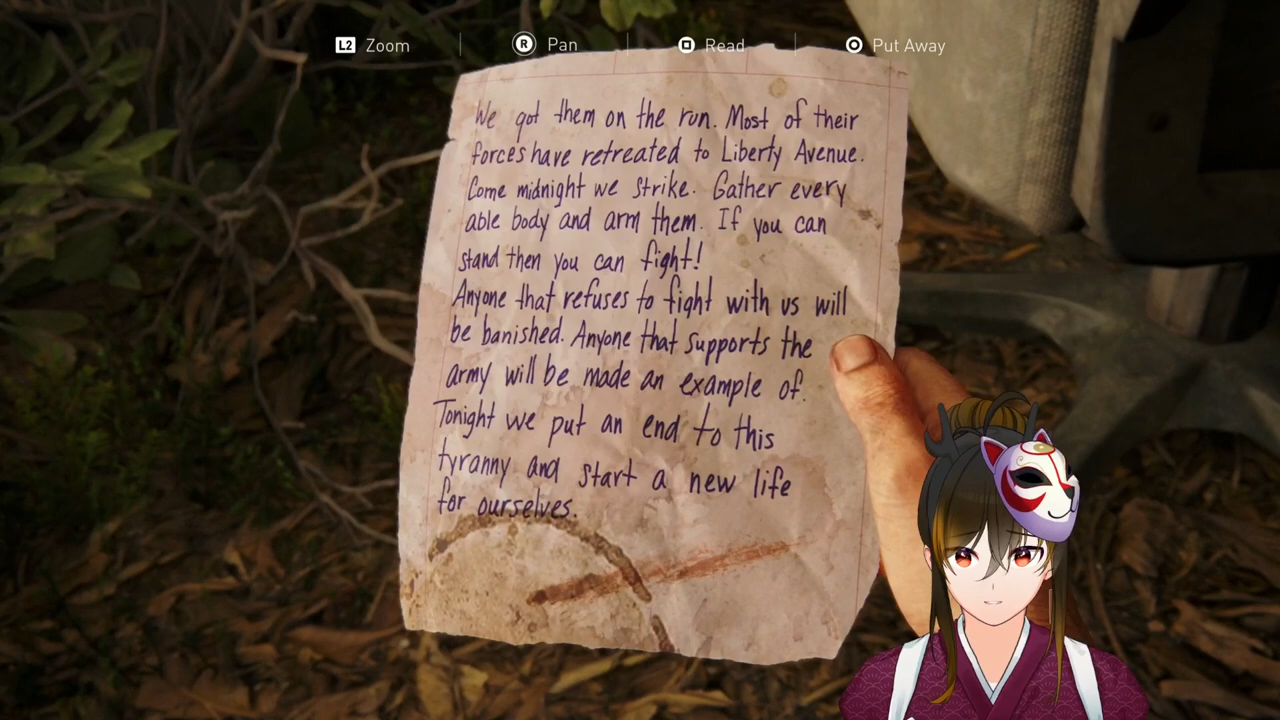 L2 Zoom R Pan Read Put Away
We got them on the run. Most of their
forces have retreated to Liberty Avenue.
Come midnight we strike. Gather every
able body and arm them. If you can
stand then you can fight!
Anyone that refuses to fight with us will
be banished. Anyone that supports the
army will be made an example of.
Tonight we put an end to this
tyranny and start a new life
for ourselves.